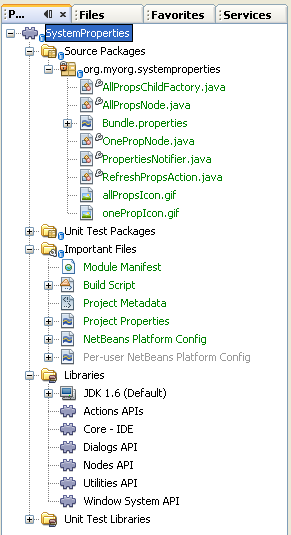 P... Files Favorites Services
SystemProperties
Source Packages
org.myorg.systemproperties
AllPropsChildFactory.java
AllPropsNode.java
Bundle.properties
OnePropNode.java
PropertiesNotifier.java
RefreshPropsAction.java
allPropsIcon.gif
onePropIcon.gif
Unit Test Packages
Important Files
Module Manifest
Build Script
Project Metadata
Project Properties
NetBeans Platform Config
Per-user NetBeans Platform Config
Libraries
JDK 1.6 (Default)
Actions APIs
Core - IDE
Dialogs API
Nodes API
Utilities API
Window System API
Unit Test Libraries